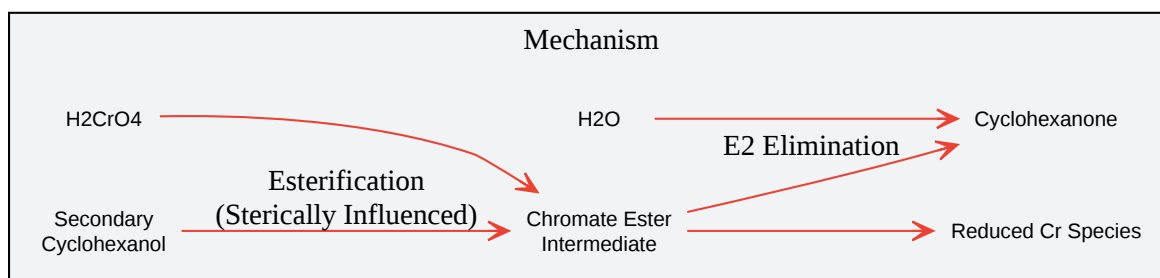 Mechanism
H2CrO4
H2O
Cyclohexanone
E2 Elimination
Esterification
(Sterically Influenced)
Secondary
Cyclohexanol
Chromate Ester
Intermediate
Reduced Cr Species